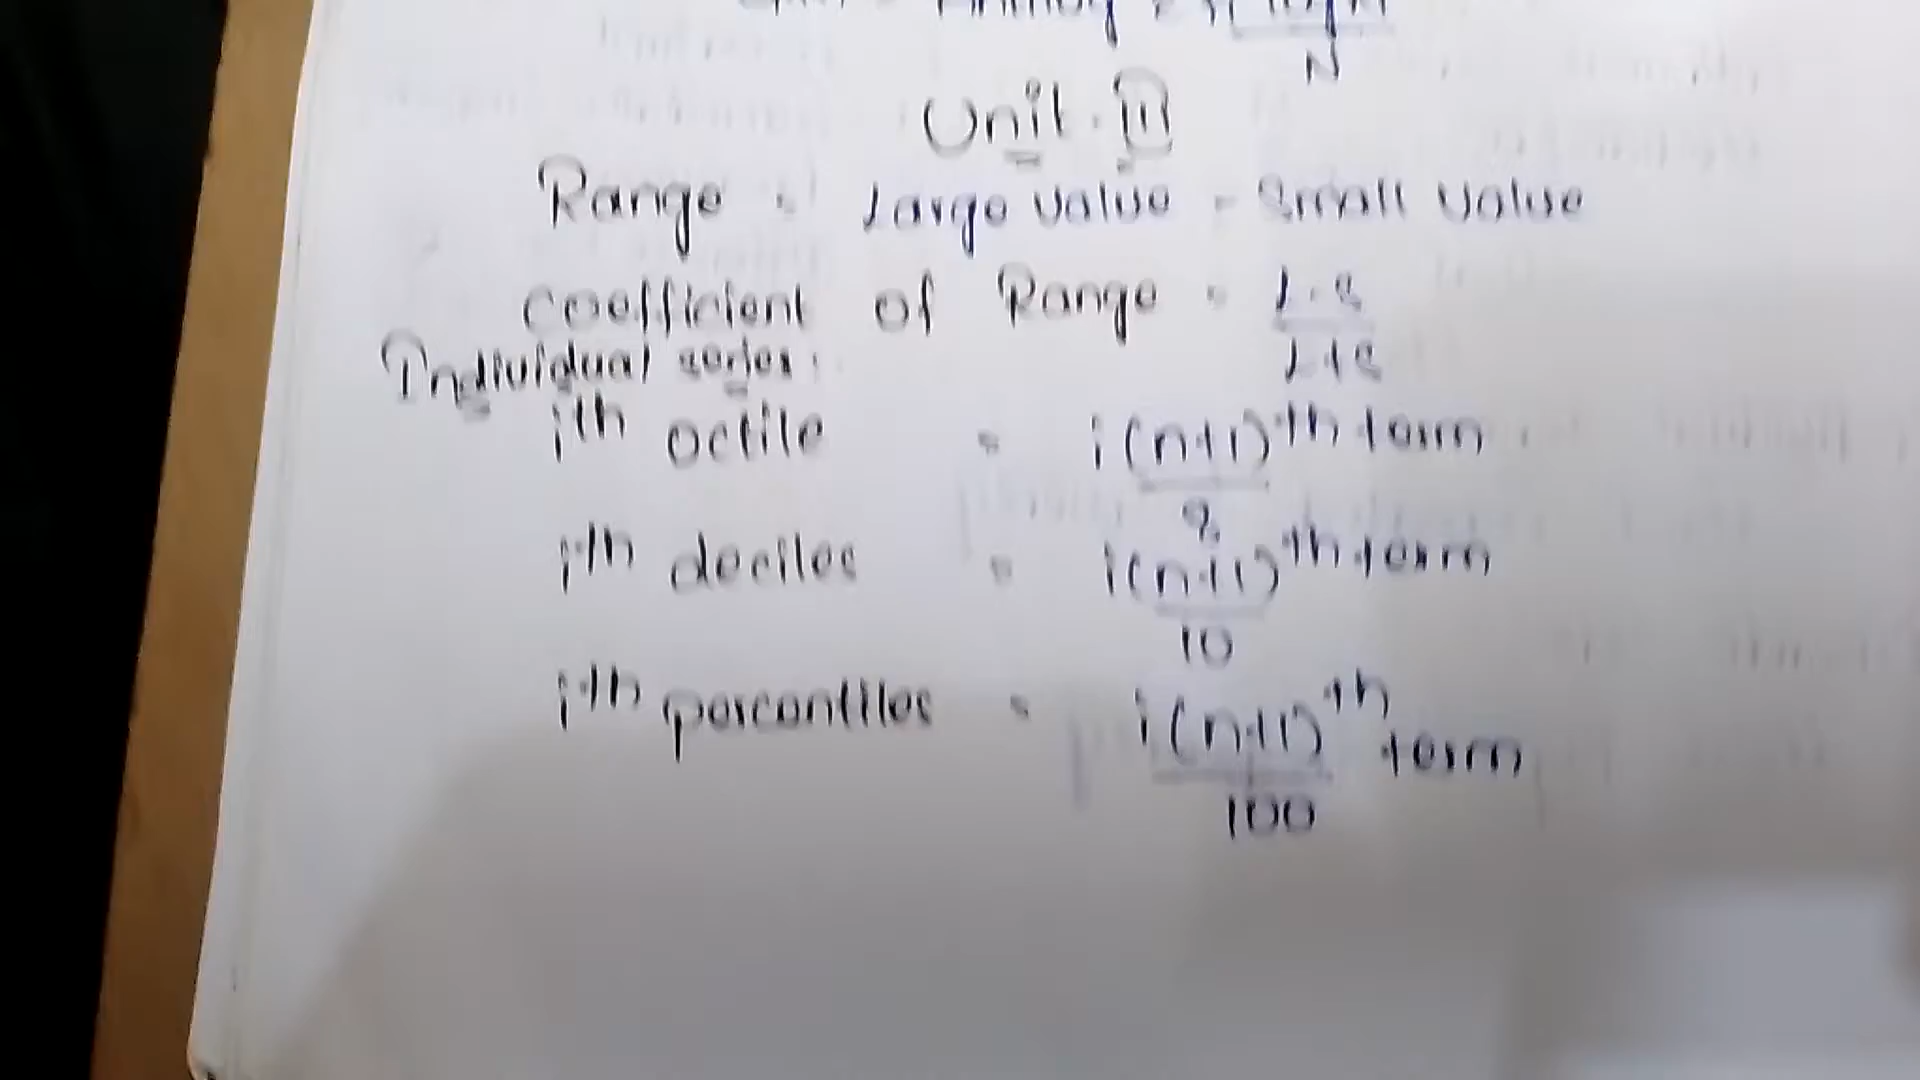 N
Unit - III
Range = Large value - Small value
Coefficient of Range = L-S
L+S
Individual series:
ith octile = i(n+1)th term
8
ith deciles = i(n+1)th term
10
ith percentiles = i(n+1)th term
100